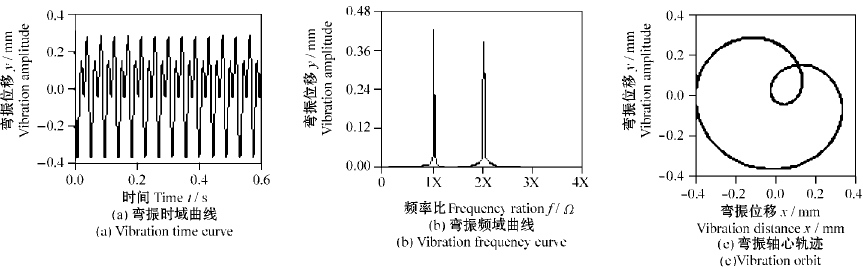 弯振位移 y / mm
Vibration amplitude
0.4
0.2
0.0
−0.2
−0.4
0.0
0.2
0.4
0.6
时间 Time t / s
(a) 弯振时域曲线
(a) Vibration time curve
弯振位移 y / mm
Vibration amplitude
0.48
0.36
0.24
0.12
0.00
0
1X
2X
3X
4X
频率比 Frequency ration f / Ω
(b) 弯振频域曲线
(b) Vibration frequency curve
弯振位移 y / mm
Vibration amplitude
0.4
0.2
0.0
−0.2
−0.4
−0.4
−0.2
0.0
0.2
0.4
弯振位移 x / mm
Vibration distance x / mm
(c) 弯振轴心轨迹
(c)Vibration orbit